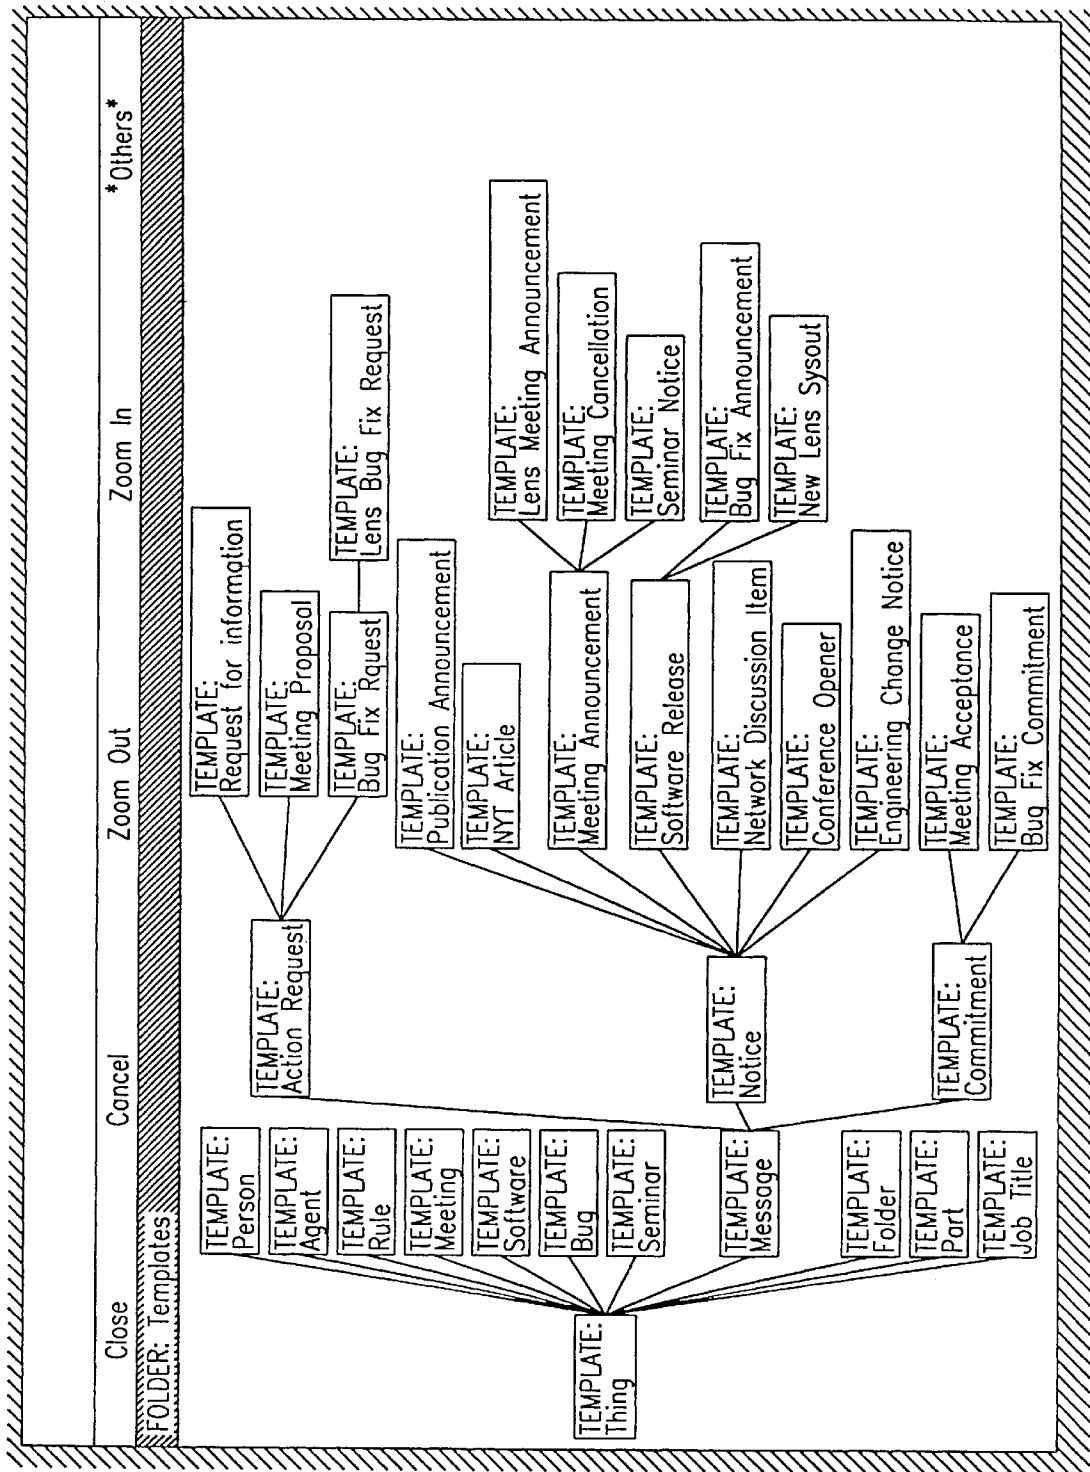 Close Cancel Zoom Out Zoom In *Others*
FOLDER: Templates
TEMPLATE:
Thing
TEMPLATE:
Person
TEMPLATE:
Agent
TEMPLATE:
Rule
TEMPLATE:
Meeting
TEMPLATE:
Software
TEMPLATE:
Bug
TEMPLATE:
Seminar
TEMPLATE:
Message
TEMPLATE:
Folder
TEMPLATE:
Part
TEMPLATE:
Job Title
TEMPLATE:
Action Request
TEMPLATE:
Notice
TEMPLATE:
Commitment
TEMPLATE:
Request for information
TEMPLATE:
Meeting Proposal
TEMPLATE:
Bug Fix Rquest
TEMPLATE:
Publication Announcement
TEMPLATE:
NYT Article
TEMPLATE:
Meeting Announcement
TEMPLATE:
Software Release
TEMPLATE:
Network Discussion Item
TEMPLATE:
Conference Opener
TEMPLATE:
Engineering Change Notice
TEMPLATE:
Meeting Acceptance
TEMPLATE:
Bug Fix Commitment
TEMPLATE:
Lens Bug Fix Request
TEMPLATE:
Lens Meeting Announcement
TEMPLATE:
Meeting Cancellation
TEMPLATE:
Seminar Notice
TEMPLATE:
Bug Fix Announcement
TEMPLATE:
New Lens Sysout